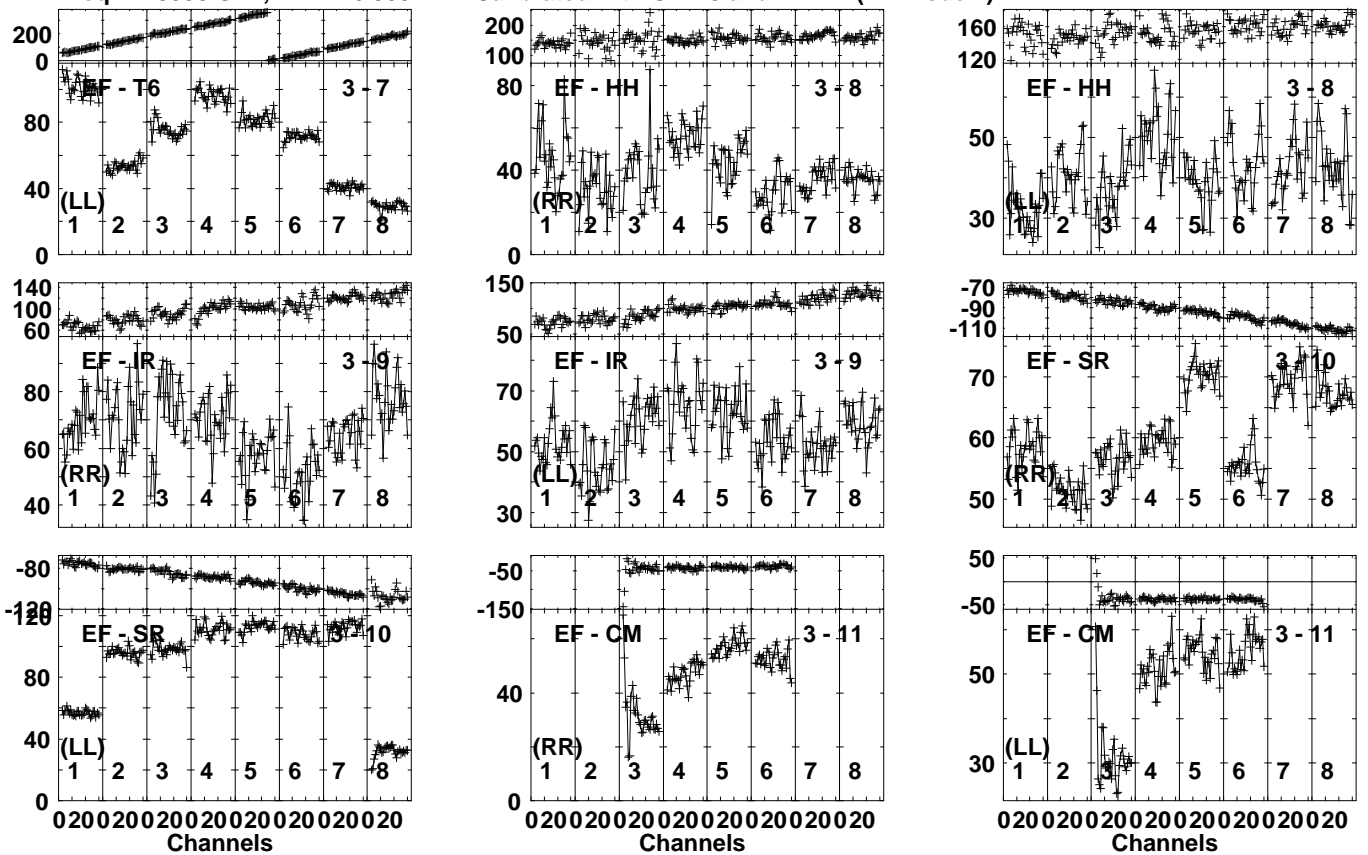 200
0
EF - T6 3 - 7
80
40
0
(LL)
1 2 3 4 5 6 7 8
200
100
EF - HH 3 - 8
80
40
0
(RR)
1 2 3 4 5 6 7 8
160
120
EF - HH 3 - 8
50
30
(LL)
1 2 3 4 5 6 7 8
140
100
60
EF - IR 3 - 9
80
60
40
(RR)
1 2 3 4 5 6 7 8
150
50
EF - IR 3 - 9
70
50
30
(LL)
1 2 3 4 5 6 7 8
-70
-90
-110
EF - SR 3 - 10
70
60
50
(RR)
1 2 3 4 5 6 7 8
-80
-120
120
EF - SR 3 - 10
80
40
0
(LL)
1 2 3 4 5 6 7 8
020020020020020020020020
Channels
-50
-150
EF - CM 3 - 11
40
0
(RR)
1 2 3 4 5 6 7 8
020020020020020020020020
Channels
50
-50
EF - CM 3 - 11
50
30
(LL)
1 2 3 4 5 6 7 8
020020020020020020020020
Channels